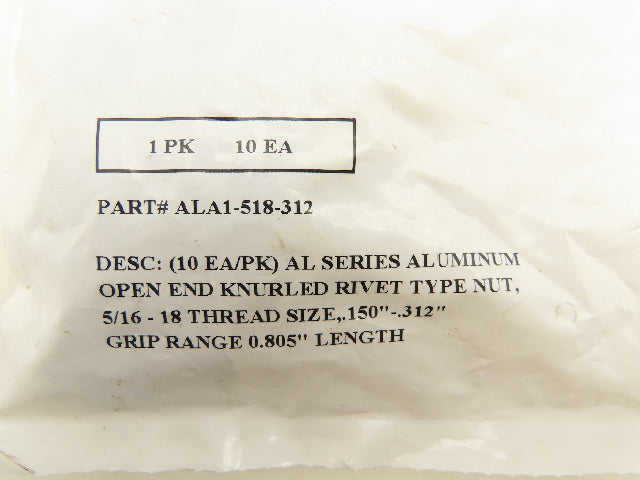 1 PK 10 EA
PART# ALA1-518-312
DESC: (10 EA/PK) AL SERIES ALUMINUM
OPEN END KNURLED RIVET TYPE NUT,
5/16 - 18 THREAD SIZE,.150"-.312"
GRIP RANGE 0.805" LENGTH